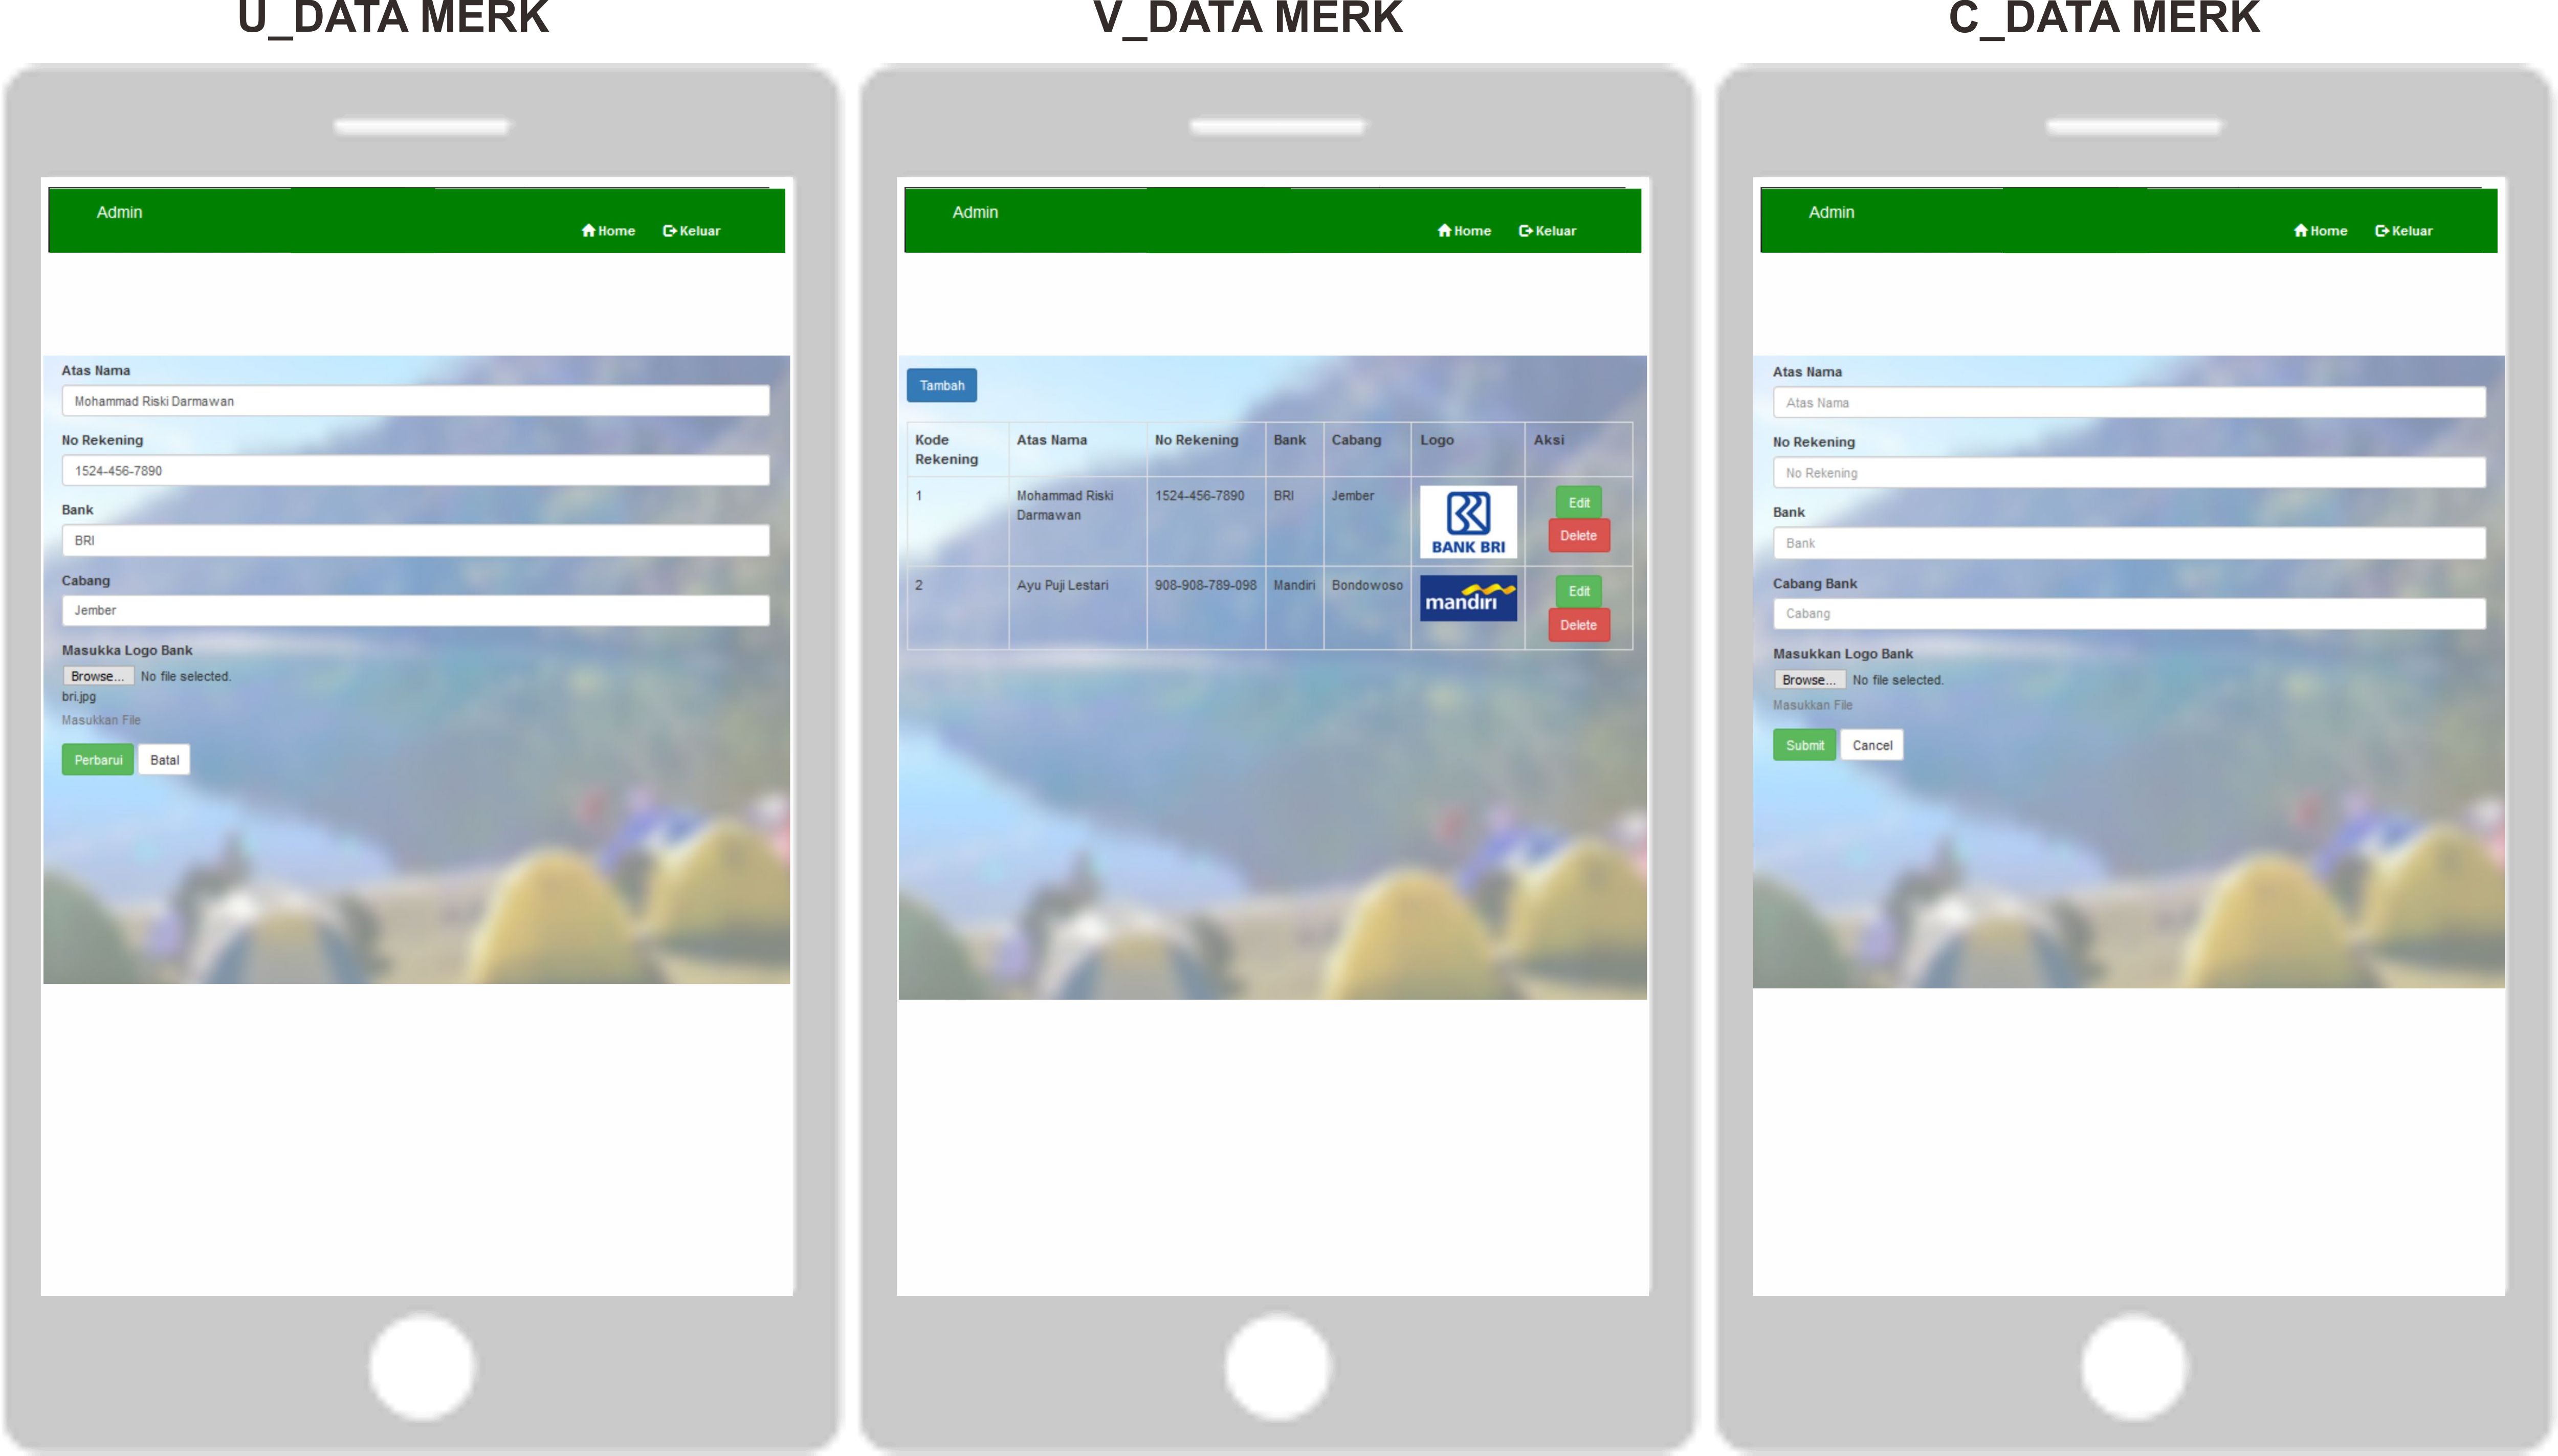 U_DATA MERK
Admin
Home Keluar
Atas Nama
Mohammad Riski Darmawan
No Rekening
1524-456-7890
Bank
BRI
Cabang
Jember
Masukka Logo Bank
Browse... No file selected.
bri.jpg
Masukkan File
Perbarui Batal
V_DATA MERK
Admin
Home Keluar
Tambah
Kode Atas Nama No Rekening Bank Cabang Logo Aksi
Rekening
1 Mohammad Riski 1524-456-7890 BRI Jember Edit
Darmawan
BANK BRI Delete
2 Ayu Puji Lestari 908-908-789-098 Mandiri Bondowoso mandiri Edit
Delete
C_DATA MERK
Admin
Home Keluar
Atas Nama
Atas Nama
No Rekening
No Rekening
Bank
Bank
Cabang Bank
Cabang
Masukkan Logo Bank
Browse... No file selected.
Masukkan File
Submit Cancel